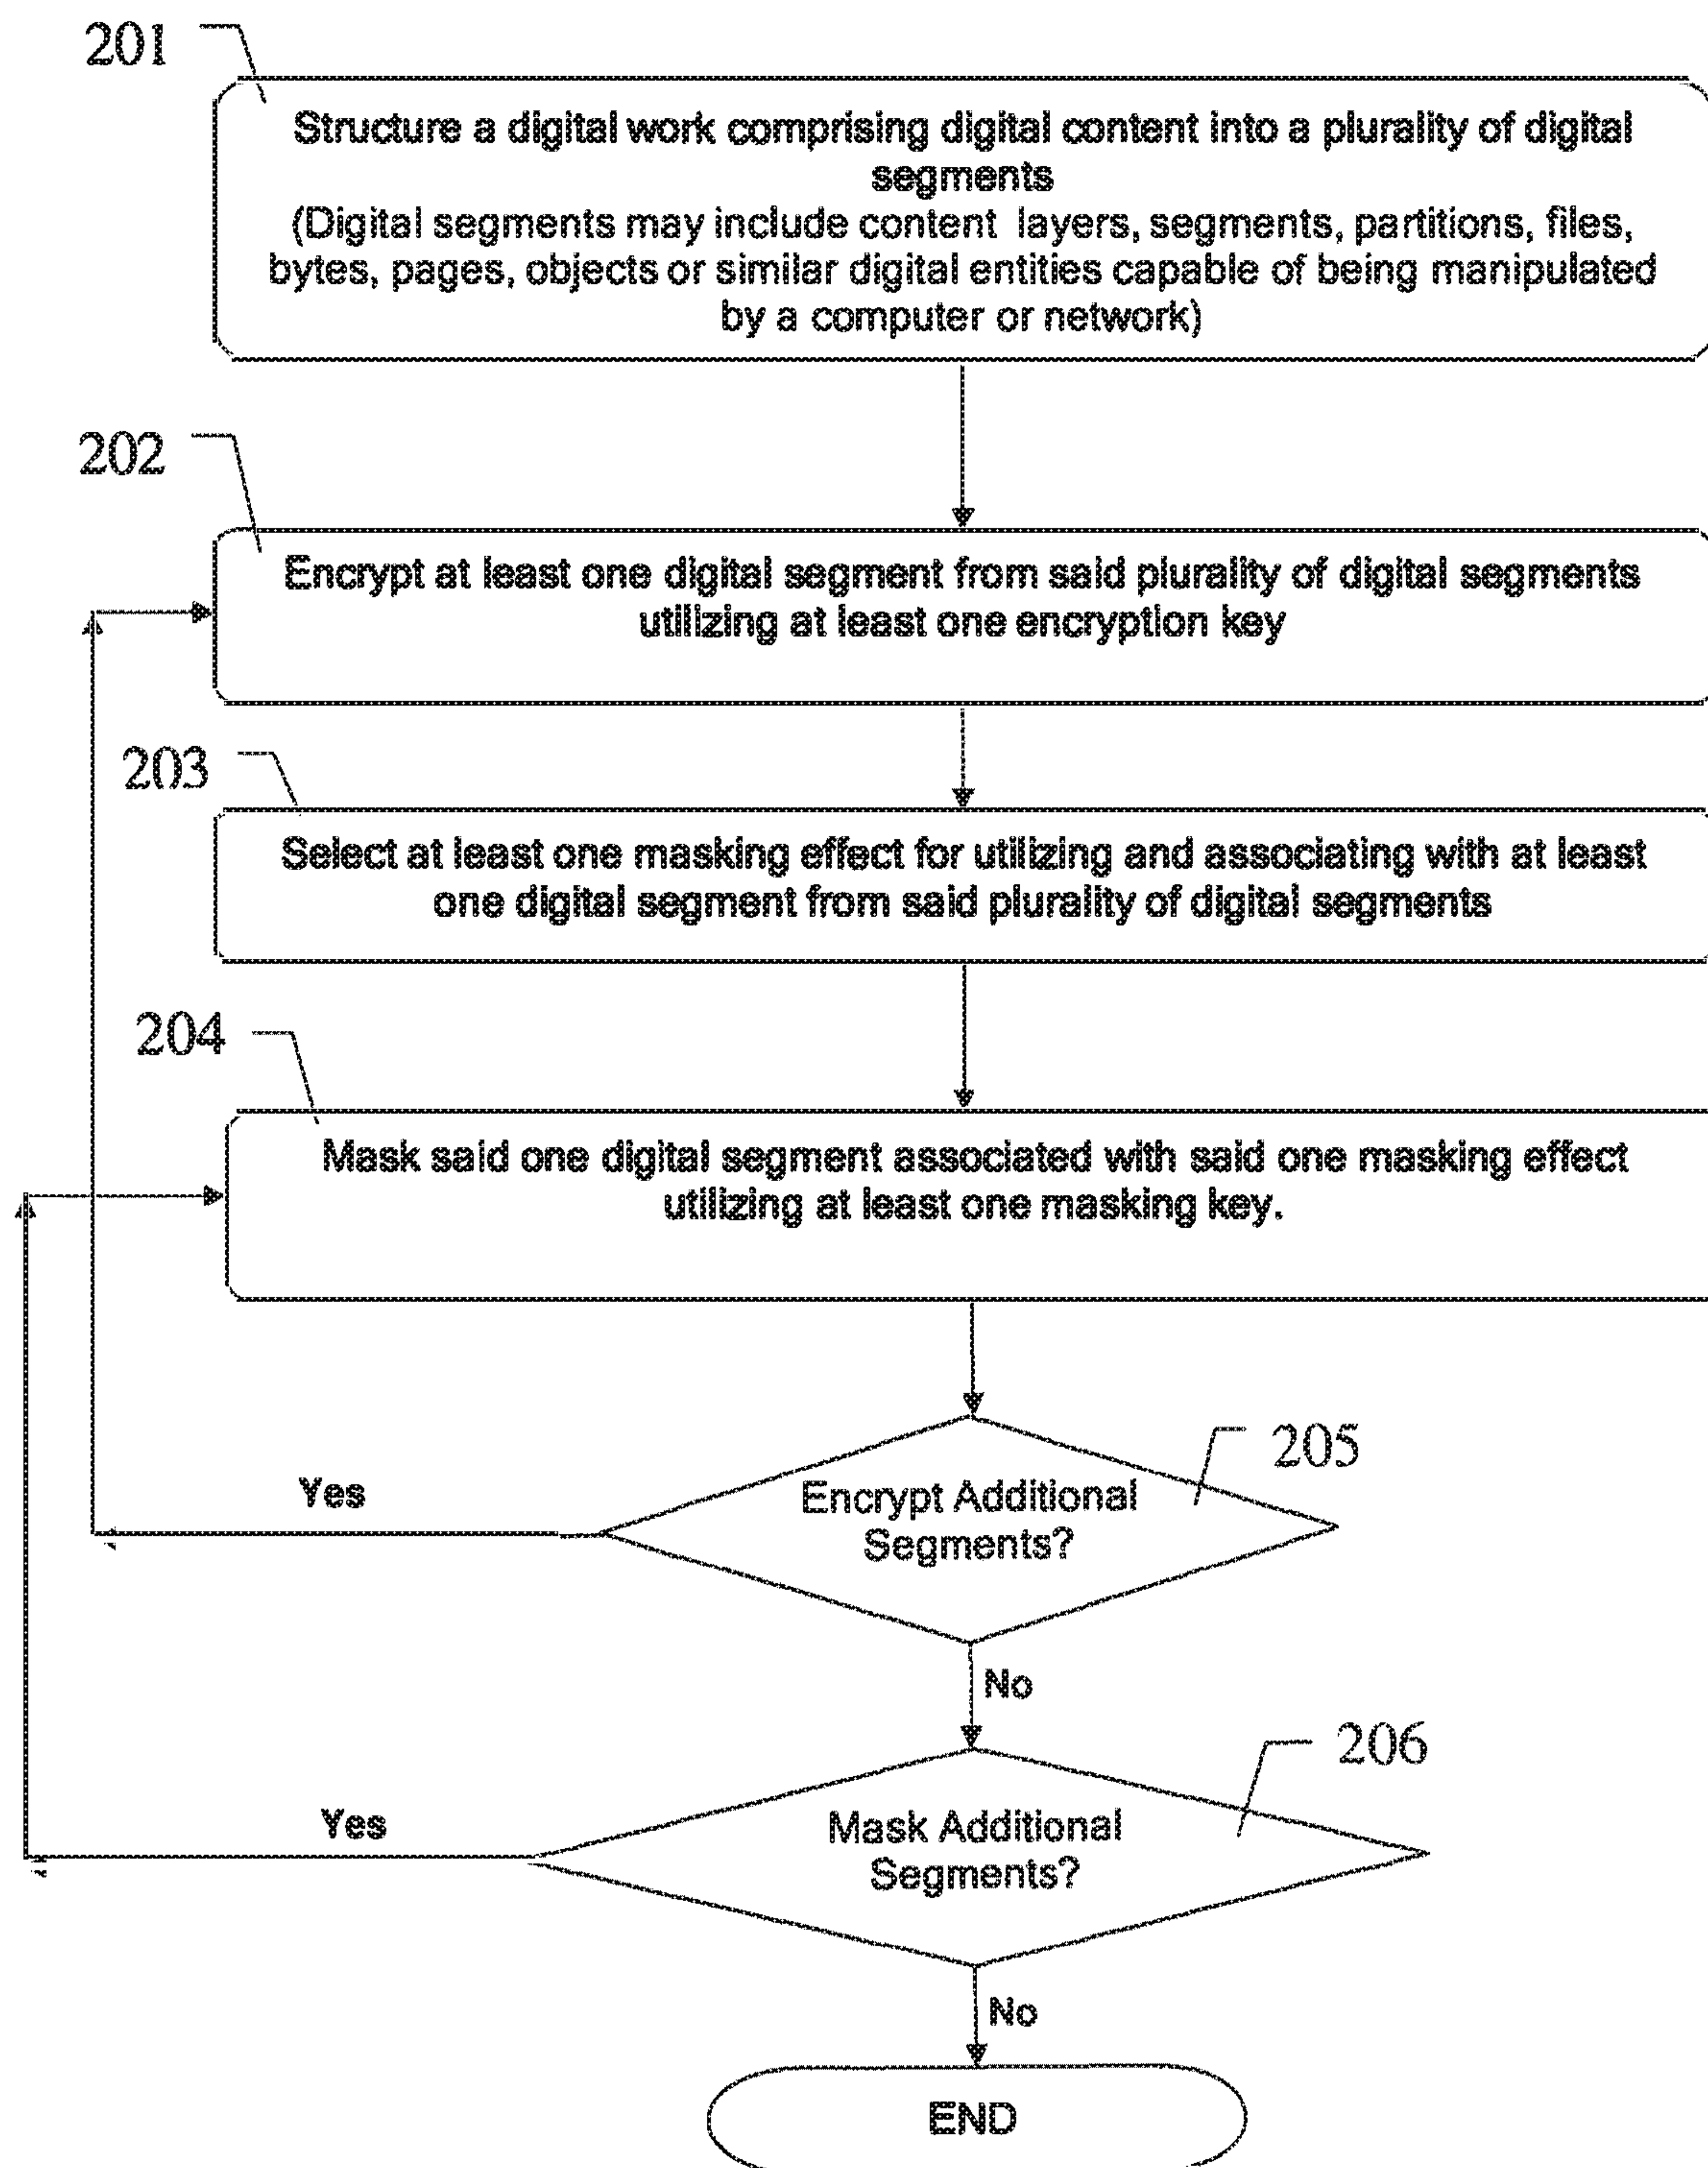 201
Structure a digital work comprising digital content into a plurality of digital
segments
(Digital segments may include content layers, segments, partitions, files,
bytes, pages, objects or similar digital entities capable of being manipulated
by a computer or network)
202
Encrypt at least one digital segment from said plurality of digital segments
utilizing at least one encryption key
203
Select at least one masking effect for utilizing and associating with at least
one digital segment from said plurality of digital segments
204
Mask said one digital segment associated with said one masking effect
utilizing at least one masking key.
205
Yes
Encrypt Additional
Segments?
No
206
Yes
Mask Additional
Segments?
No
END